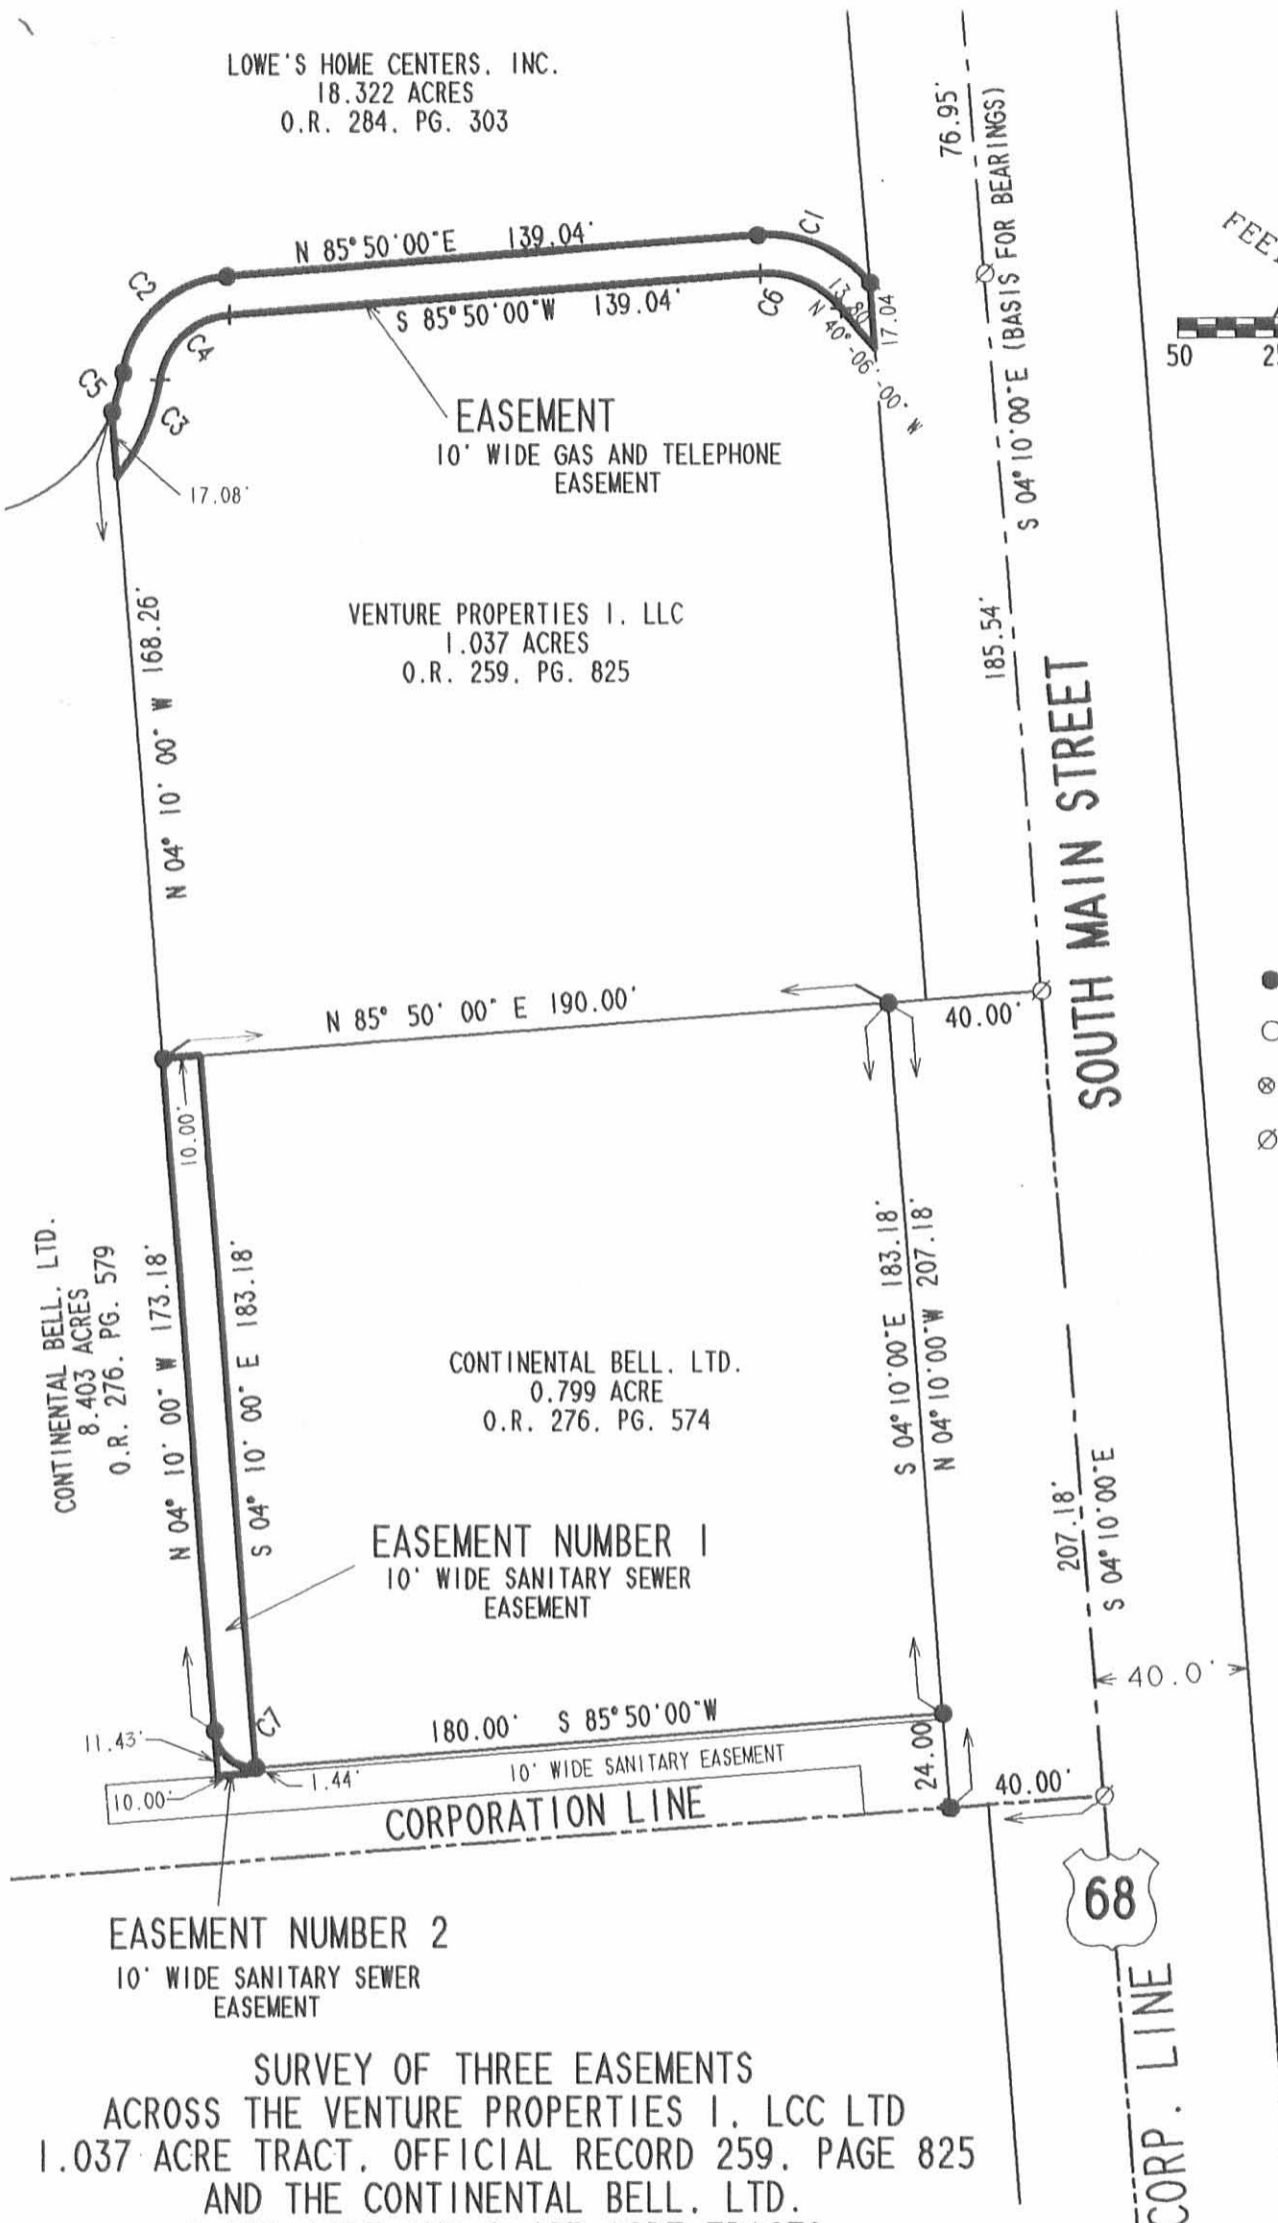 LOWE'S HOME CENTERS. INC.
18.322 ACRES
O.R. 284. PG. 303
76.95'
S 04°10'00"E (BASIS FOR BEARINGS)
185.54'
50
C1
N 85°50'00"E 139.04'
C2
S 85°50'00"W 139.04'
C6
13.80
17.04
N 40°-06'-00" W
C4
C5
C3
17.08'
EASEMENT
10' WIDE GAS AND TELEPHONE
EASEMENT
N 04° 10' 00" W 168.26'
VENTURE PROPERTIES I. LLC
1.037 ACRES
O.R. 259. PG. 825
SOUTH MAIN STREET
N 85° 50' 00" E 190.00'
40.00'
10.00'
CONTINENTAL BELL. LTD.
8.403 ACRES
O.R. 276. PG. 579
N 04° 10' 00" W 173.18'
S 04° 10' 00" E 183.18'
CONTINENTAL BELL. LTD.
0.799 ACRE
O.R. 276. PG. 574
S 04°10'00"E 183.18'
N 04°10'00"W 207.18'
207.18'
S 04°10'00"E
EASEMENT NUMBER 1
10' WIDE SANITARY SEWER
EASEMENT
40.0'
C7
11.43'
180.00' S 85°50'00"W
24.00
10' WIDE SANITARY EASEMENT
1.44'
10.00'
40.00'
CORPORATION LINE
68
EASEMENT NUMBER 2
10' WIDE SANITARY SEWER
EASEMENT
CORP. LINE
SURVEY OF THREE EASEMENTS
ACROSS THE VENTURE PROPERTIES I. LCC LTD
1.037 ACRE TRACT. OFFICIAL RECORD 259. PAGE 825
AND THE CONTINENTAL BELL. LTD.